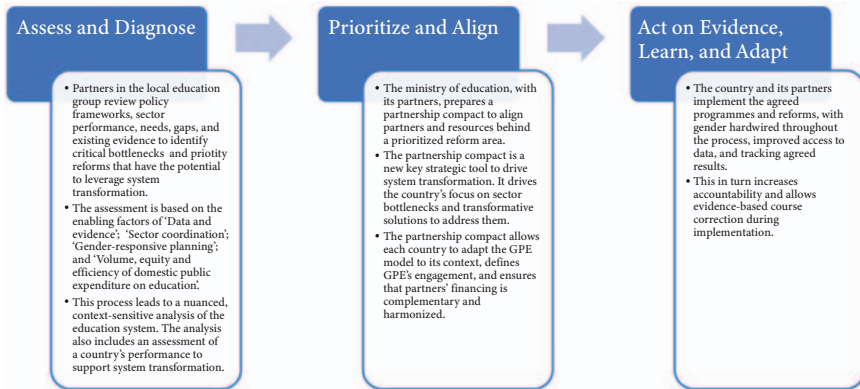 Assess and Diagnose
• Partners in the local education
group review policy
frameworks, sector
performance, needs, gaps, and
existing evidence to identify
critical bottlenecks and priotity
reforms that have the potential
to leverage system
transformation.
• The assessment is based on the
enabling factors of ‘Data and
evidence’; ‘Sector coordination’;
‘Gender-responsive planning’;
and ‘Volume, equity and
efficiency of domestic public
expenditure on education’.
• This process leads to a nuanced,
context-sensitive analysis of the
education system. The analysis
also includes an assessment of
a country’s performance to
support system transformation.
Prioritize and Align
• The ministry of education, with
its partners, prepares a
partnership compact to align
partners and resources behind
a prioritized reform area.
• The partnership compact is a
new key strategic tool to drive
system transformation. It drives
the country’s focus on sector
bottlenecks and transformative
solutions to address them.
• The partnership compact allows
each country to adapt the GPE
model to its context, defines
GPE’s engagement, and ensures
that partners’ financing is
complementary and
harmonized.
Act on Evidence,
Learn, and Adapt
• The country and its partners
implement the agreed
programmes and reforms, with
gender hardwired throughout
the process, improved access to
data, and tracking agreed
results.
• This in turn increases
accountability and allows
evidence-based course
correction during
implementation.